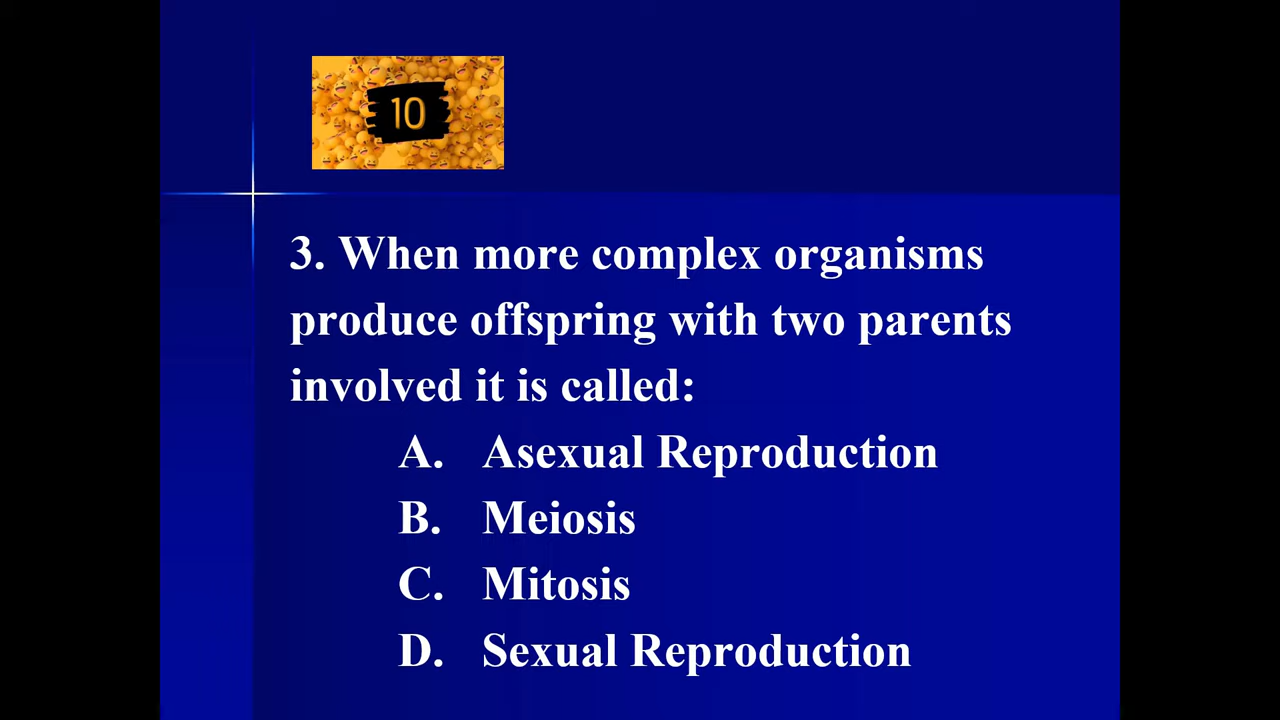 10
3. When more complex organisms
produce offspring with two parents
involved it is called:
A. Asexual Reproduction
B. Meiosis
C. Mitosis
D. Sexual Reproduction